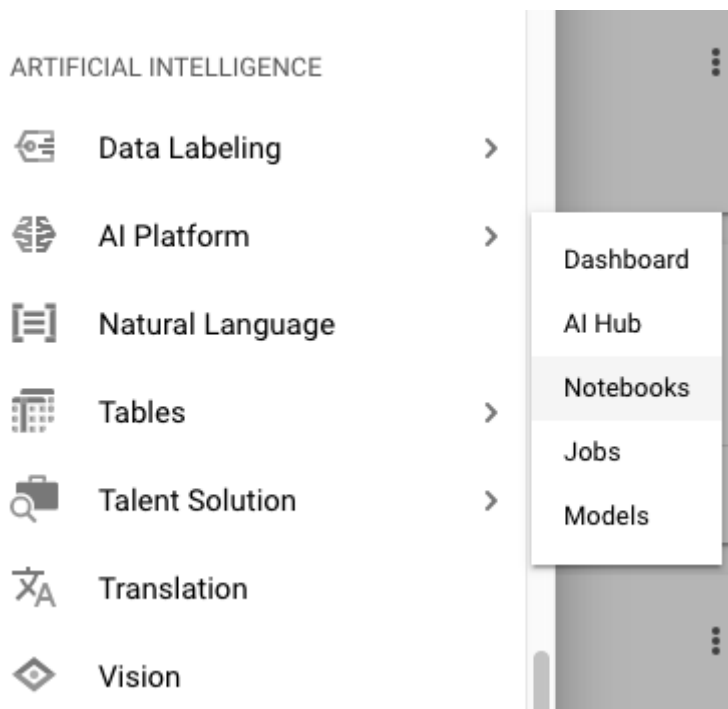 ARTIFICIAL INTELLIGENCE
Data Labeling
AI Platform
Natural Language
Tables
Talent Solution
Translation
Vision
Dashboard
AI Hub
Notebooks
Jobs
Models